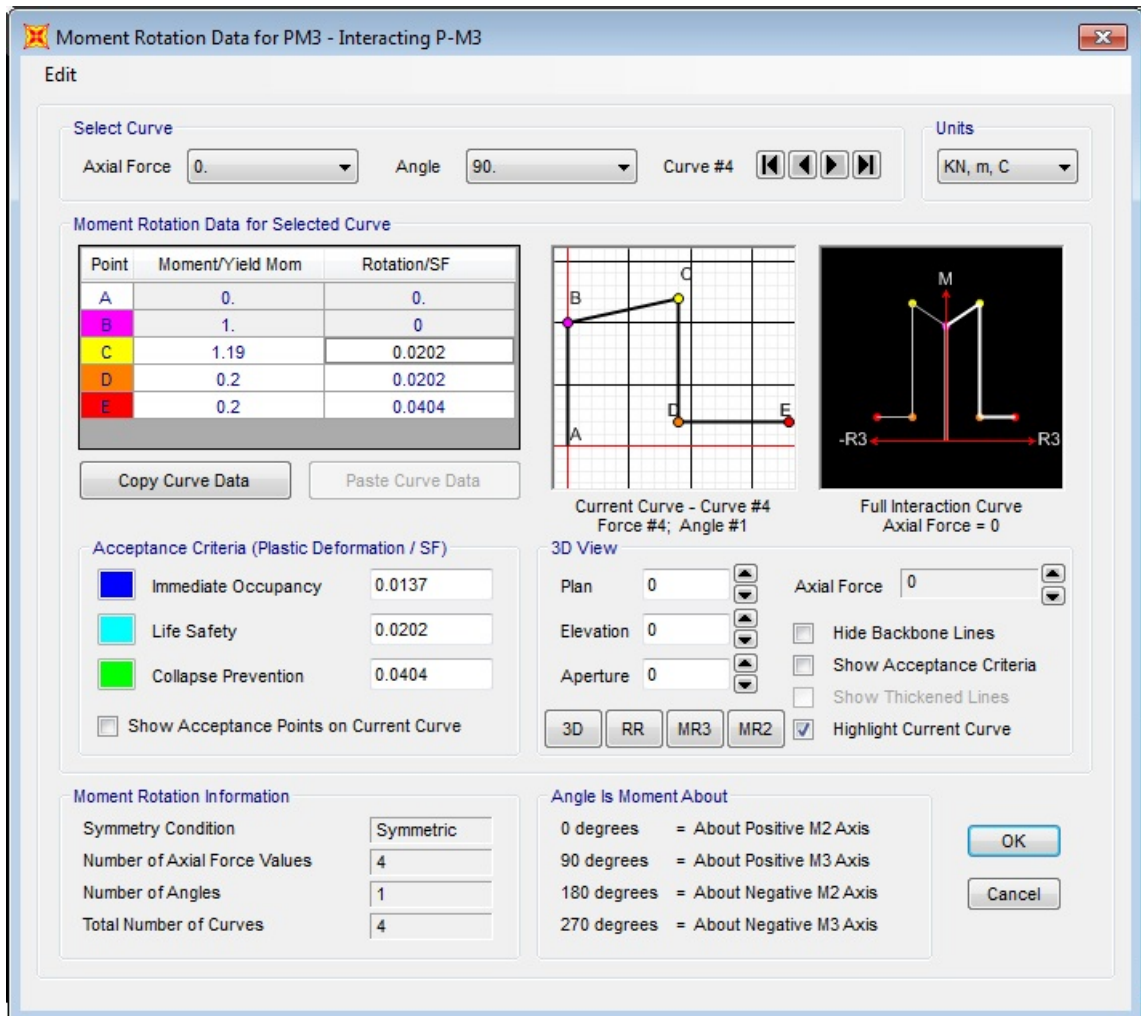 Moment Rotation Data for PM3 - Interacting P-M3
Edit
Select Curve
Axial Force 0. Angle 90. Curve #4
Units
KN, m, C
Moment Rotation Data for Selected Curve
Point Moment/Yield Mom Rotation/SF
A 0. 0.
B 1. 0
C 1.19 0.0202
D 0.2 0.0202
E 0.2 0.0404
Copy Curve Data Paste Curve Data
C
B
D E
A
Current Curve - Curve #4
Force #4; Angle #1
M
-R3 R3
Full Interaction Curve
Axial Force = 0
Acceptance Criteria (Plastic Deformation / SF)
Immediate Occupancy 0.0137
Life Safety 0.0202
Collapse Prevention 0.0404
Show Acceptance Points on Current Curve
3D View
Plan 0 Axial Force 0
Elevation 0 Hide Backbone Lines
Aperture 0 Show Acceptance Criteria
Show Thickened Lines
3D RR MR3 MR2 Highlight Current Curve
Moment Rotation Information
Symmetry Condition Symmetric
Number of Axial Force Values 4
Number of Angles 1
Total Number of Curves 4
Angle Is Moment About
0 degrees = About Positive M2 Axis
90 degrees = About Positive M3 Axis
180 degrees = About Negative M2 Axis
270 degrees = About Negative M3 Axis
OK
Cancel